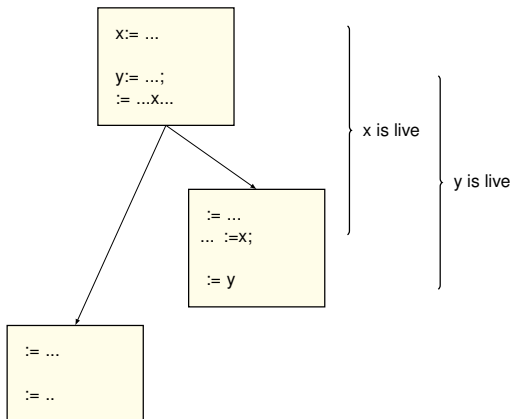 x:= ...
y:= ...;
:= ...x...
x is live
y is live
:= ...
... :=x;
:= y
:= ...
:= ..